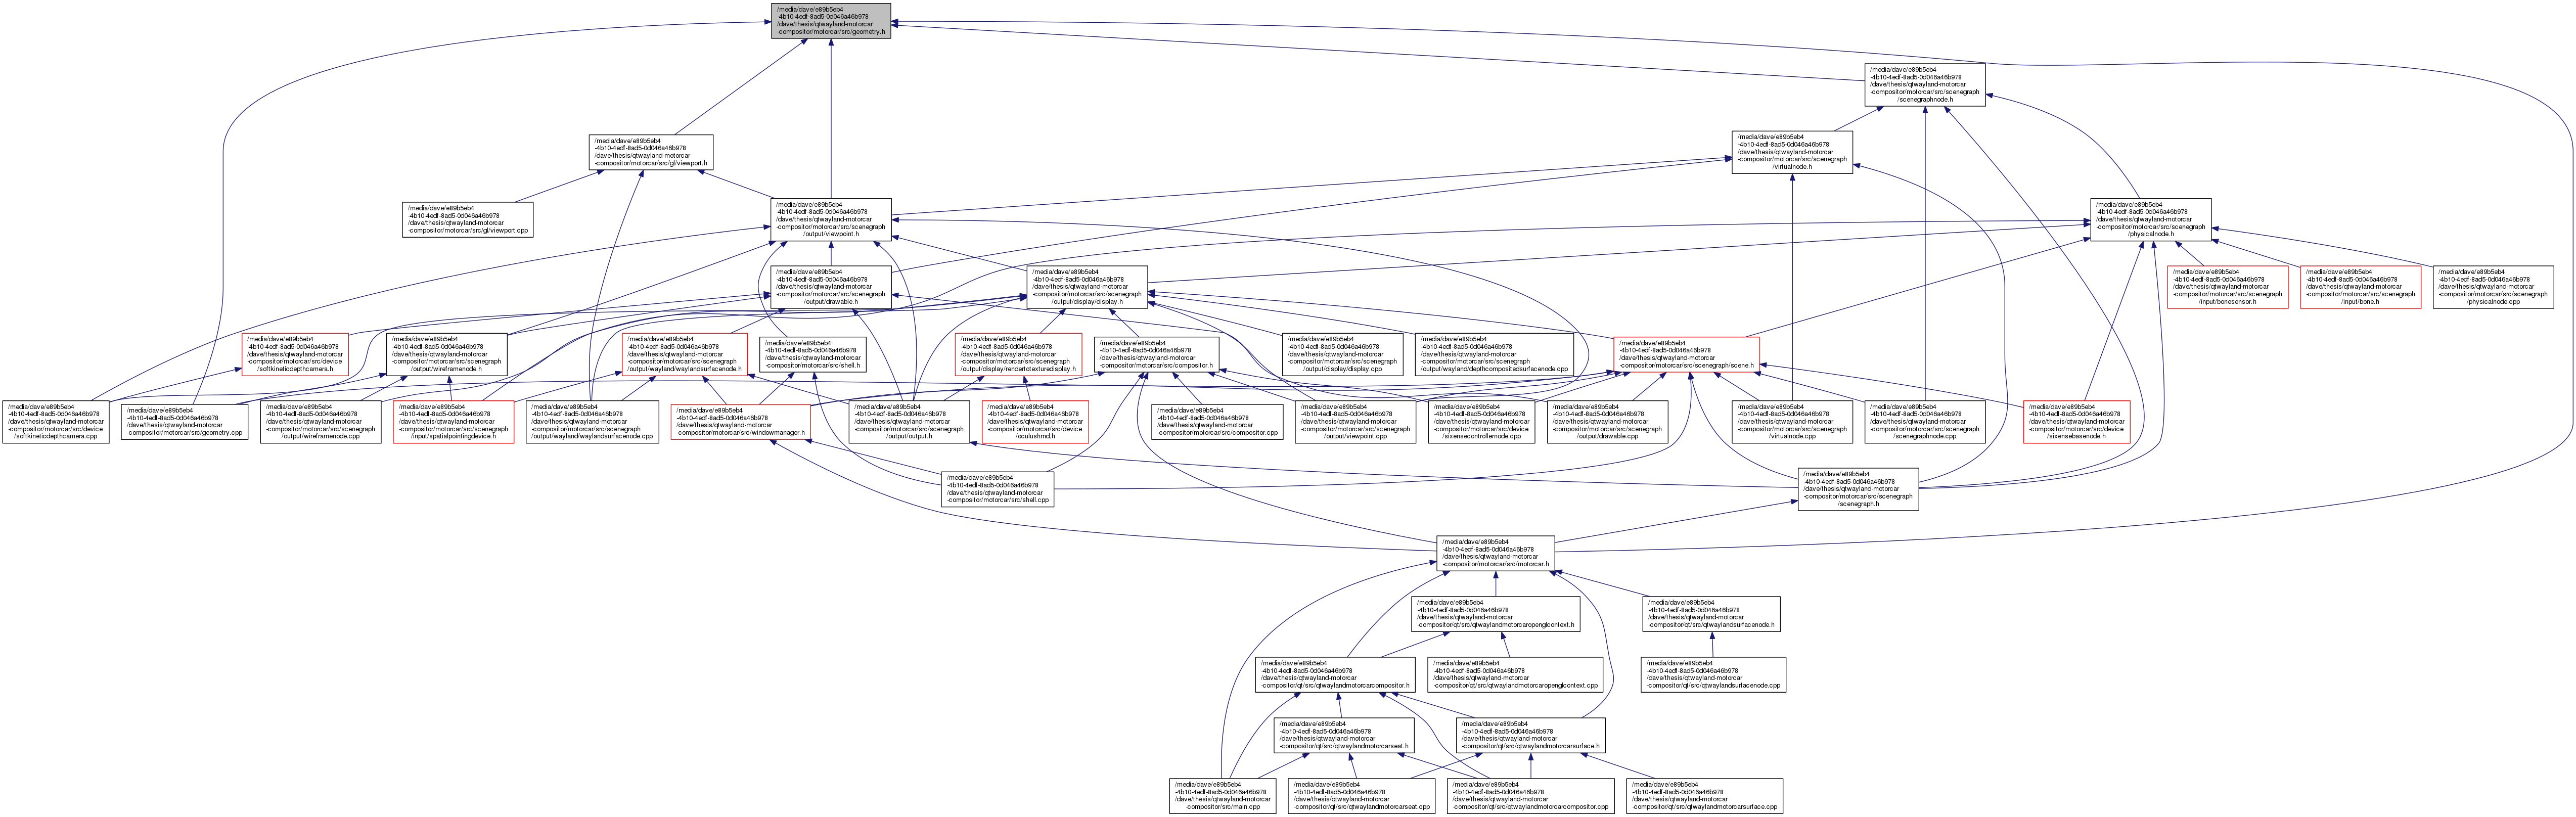 /media/dave/e89b5eb4
-4b10-4edf-8ad5-0d046a46b978
/dave/thesis/qtwayland-motorcar
-compositor/motorcar/src/geometry.h
/media/dave/e89b5eb4
-4b10-4edf-8ad5-0d046a46b978
/dave/thesis/qtwayland-motorcar
-compositor/motorcar/src/scenegraph
/scenegraphnode.h
/media/dave/e89b5eb4
-4b10-4edf-8ad5-0d046a46b978
/dave/thesis/qtwayland-motorcar
-compositor/motorcar/src/gl/viewport.h
/media/dave/e89b5eb4
-4b10-4edf-8ad5-0d046a46b978
/dave/thesis/qtwayland-motorcar
-compositor/motorcar/src/scenegraph
/virtualnode.h
/media/dave/e89b5eb4
-4b10-4edf-8ad5-0d046a46b978
/dave/thesis/qtwayland-motorcar
-compositor/motorcar/src/gl/viewport.cpp
/media/dave/e89b5eb4
-4b10-4edf-8ad5-0d046a46b978
/dave/thesis/qtwayland-motorcar
-compositor/motorcar/src/scenegraph
/output/viewpoint.h
/media/dave/e89b5eb4
-4b10-4edf-8ad5-0d046a46b978
/dave/thesis/qtwayland-motorcar
-compositor/motorcar/src/scenegraph
/physicalnode.h
/media/dave/e89b5eb4
-4b10-4edf-8ad5-0d046a46b978
/dave/thesis/qtwayland-motorcar
-compositor/motorcar/src/scenegraph
/output/drawable.h
/media/dave/e89b5eb4
-4b10-4edf-8ad5-0d046a46b978
/dave/thesis/qtwayland-motorcar
-compositor/motorcar/src/scenegraph
/output/display/display.h
/media/dave/e89b5eb4
-4b10-4edf-8ad5-0d046a46b978
/dave/thesis/qtwayland-motorcar
-compositor/motorcar/src/scenegraph
/input/bonesensor.h
/media/dave/e89b5eb4
-4b10-4edf-8ad5-0d046a46b978
/dave/thesis/qtwayland-motorcar
-compositor/motorcar/src/scenegraph
/input/bone.h
/media/dave/e89b5eb4
-4b10-4edf-8ad5-0d046a46b978
/dave/thesis/qtwayland-motorcar
-compositor/motorcar/src/scenegraph
/physicalnode.cpp
/media/dave/e89b5eb4
-4b10-4edf-8ad5-0d046a46b978
/dave/thesis/qtwayland-motorcar
-compositor/motorcar/src/device
/softkineticdepthcamera.h
/media/dave/e89b5eb4
-4b10-4edf-8ad5-0d046a46b978
/dave/thesis/qtwayland-motorcar
-compositor/motorcar/src/scenegraph
/output/wireframenode.h
/media/dave/e89b5eb4
-4b10-4edf-8ad5-0d046a46b978
/dave/thesis/qtwayland-motorcar
-compositor/motorcar/src/scenegraph
/output/wayland/waylandsurfacenode.h
/media/dave/e89b5eb4
-4b10-4edf-8ad5-0d046a46b978
/dave/thesis/qtwayland-motorcar
-compositor/motorcar/src/shell.h
/media/dave/e89b5eb4
-4b10-4edf-8ad5-0d046a46b978
/dave/thesis/qtwayland-motorcar
-compositor/motorcar/src/scenegraph
/output/display/rendertotexturedisplay.h
/media/dave/e89b5eb4
-4b10-4edf-8ad5-0d046a46b978
/dave/thesis/qtwayland-motorcar
-compositor/motorcar/src/compositor.h
/media/dave/e89b5eb4
-4b10-4edf-8ad5-0d046a46b978
/dave/thesis/qtwayland-motorcar
-compositor/motorcar/src/scenegraph
/output/display/display.cpp
/media/dave/e89b5eb4
-4b10-4edf-8ad5-0d046a46b978
/dave/thesis/qtwayland-motorcar
-compositor/motorcar/src/scenegraph
/output/wayland/depthcompositedsurfacenode.cpp
/media/dave/e89b5eb4
-4b10-4edf-8ad5-0d046a46b978
/dave/thesis/qtwayland-motorcar
-compositor/motorcar/src/scenegraph/scene.h
/media/dave/e89b5eb4
-4b10-4edf-8ad5-0d046a46b978
/dave/thesis/qtwayland-motorcar
-compositor/motorcar/src/device
/softkineticdepthcamera.cpp
/media/dave/e89b5eb4
-4b10-4edf-8ad5-0d046a46b978
/dave/thesis/qtwayland-motorcar
-compositor/motorcar/src/geometry.cpp
/media/dave/e89b5eb4
-4b10-4edf-8ad5-0d046a46b978
/dave/thesis/qtwayland-motorcar
-compositor/motorcar/src/scenegraph
/output/wireframenode.cpp
/media/dave/e89b5eb4
-4b10-4edf-8ad5-0d046a46b978
/dave/thesis/qtwayland-motorcar
-compositor/motorcar/src/scenegraph
/input/spatialpointingdevice.h
/media/dave/e89b5eb4
-4b10-4edf-8ad5-0d046a46b978
/dave/thesis/qtwayland-motorcar
-compositor/motorcar/src/scenegraph
/output/wayland/waylandsurfacenode.cpp
/media/dave/e89b5eb4
-4b10-4edf-8ad5-0d046a46b978
/dave/thesis/qtwayland-motorcar
-compositor/motorcar/src/windowmanager.h
/media/dave/e89b5eb4
-4b10-4edf-8ad5-0d046a46b978
/dave/thesis/qtwayland-motorcar
-compositor/motorcar/src/scenegraph
/output/output.h
/media/dave/e89b5eb4
-4b10-4edf-8ad5-0d046a46b978
/dave/thesis/qtwayland-motorcar
-compositor/motorcar/src/device
/oculushmd.h
/media/dave/e89b5eb4
-4b10-4edf-8ad5-0d046a46b978
/dave/thesis/qtwayland-motorcar
-compositor/motorcar/src/compositor.cpp
/media/dave/e89b5eb4
-4b10-4edf-8ad5-0d046a46b978
/dave/thesis/qtwayland-motorcar
-compositor/motorcar/src/scenegraph
/output/viewpoint.cpp
/media/dave/e89b5eb4
-4b10-4edf-8ad5-0d046a46b978
/dave/thesis/qtwayland-motorcar
-compositor/motorcar/src/device
/sixensecontrollernode.cpp
/media/dave/e89b5eb4
-4b10-4edf-8ad5-0d046a46b978
/dave/thesis/qtwayland-motorcar
-compositor/motorcar/src/scenegraph
/output/drawable.cpp
/media/dave/e89b5eb4
-4b10-4edf-8ad5-0d046a46b978
/dave/thesis/qtwayland-motorcar
-compositor/motorcar/src/scenegraph
/virtualnode.cpp
/media/dave/e89b5eb4
-4b10-4edf-8ad5-0d046a46b978
/dave/thesis/qtwayland-motorcar
-compositor/motorcar/src/scenegraph
/scenegraphnode.cpp
/media/dave/e89b5eb4
-4b10-4edf-8ad5-0d046a46b978
/dave/thesis/qtwayland-motorcar
-compositor/motorcar/src/device
/sixensebasenode.h
/media/dave/e89b5eb4
-4b10-4edf-8ad5-0d046a46b978
/dave/thesis/qtwayland-motorcar
-compositor/motorcar/src/shell.cpp
/media/dave/e89b5eb4
-4b10-4edf-8ad5-0d046a46b978
/dave/thesis/qtwayland-motorcar
-compositor/motorcar/src/scenegraph
/scenegraph.h
/media/dave/e89b5eb4
-4b10-4edf-8ad5-0d046a46b978
/dave/thesis/qtwayland-motorcar
-compositor/motorcar/src/motorcar.h
/media/dave/e89b5eb4
-4b10-4edf-8ad5-0d046a46b978
/dave/thesis/qtwayland-motorcar
-compositor/qt/src/qtwaylandmotorcaropenglcontext.h
/media/dave/e89b5eb4
-4b10-4edf-8ad5-0d046a46b978
/dave/thesis/qtwayland-motorcar
-compositor/qt/src/qtwaylandsurfacenode.h
/media/dave/e89b5eb4
-4b10-4edf-8ad5-0d046a46b978
/dave/thesis/qtwayland-motorcar
-compositor/qt/src/qtwaylandmotorcarcompositor.h
/media/dave/e89b5eb4
-4b10-4edf-8ad5-0d046a46b978
/dave/thesis/qtwayland-motorcar
-compositor/qt/src/qtwaylandmotorcaropenglcontext.cpp
/media/dave/e89b5eb4
-4b10-4edf-8ad5-0d046a46b978
/dave/thesis/qtwayland-motorcar
-compositor/qt/src/qtwaylandsurfacenode.cpp
/media/dave/e89b5eb4
-4b10-4edf-8ad5-0d046a46b978
/dave/thesis/qtwayland-motorcar
-compositor/qt/src/qtwaylandmotorcarseat.h
/media/dave/e89b5eb4
-4b10-4edf-8ad5-0d046a46b978
/dave/thesis/qtwayland-motorcar
-compositor/qt/src/qtwaylandmotorcarsurface.h
/media/dave/e89b5eb4
-4b10-4edf-8ad5-0d046a46b978
/dave/thesis/qtwayland-motorcar
-compositor/src/main.cpp
/media/dave/e89b5eb4
-4b10-4edf-8ad5-0d046a46b978
/dave/thesis/qtwayland-motorcar
-compositor/qt/src/qtwaylandmotorcarseat.cpp
/media/dave/e89b5eb4
-4b10-4edf-8ad5-0d046a46b978
/dave/thesis/qtwayland-motorcar
-compositor/qt/src/qtwaylandmotorcarcompositor.cpp
/media/dave/e89b5eb4
-4b10-4edf-8ad5-0d046a46b978
/dave/thesis/qtwayland-motorcar
-compositor/qt/src/qtwaylandmotorcarsurface.cpp